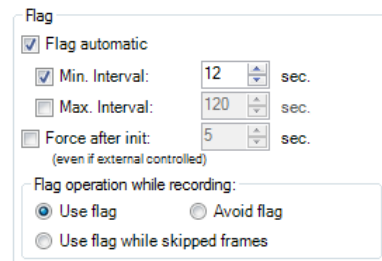 Flag
Flag automatic
Min. Interval: 12 sec.
Max. Interval: 120 sec.
Force after init: 5 sec.
(even if external controlled)
Flag operation while recording:
Use flag Avoid flag
Use flag while skipped frames